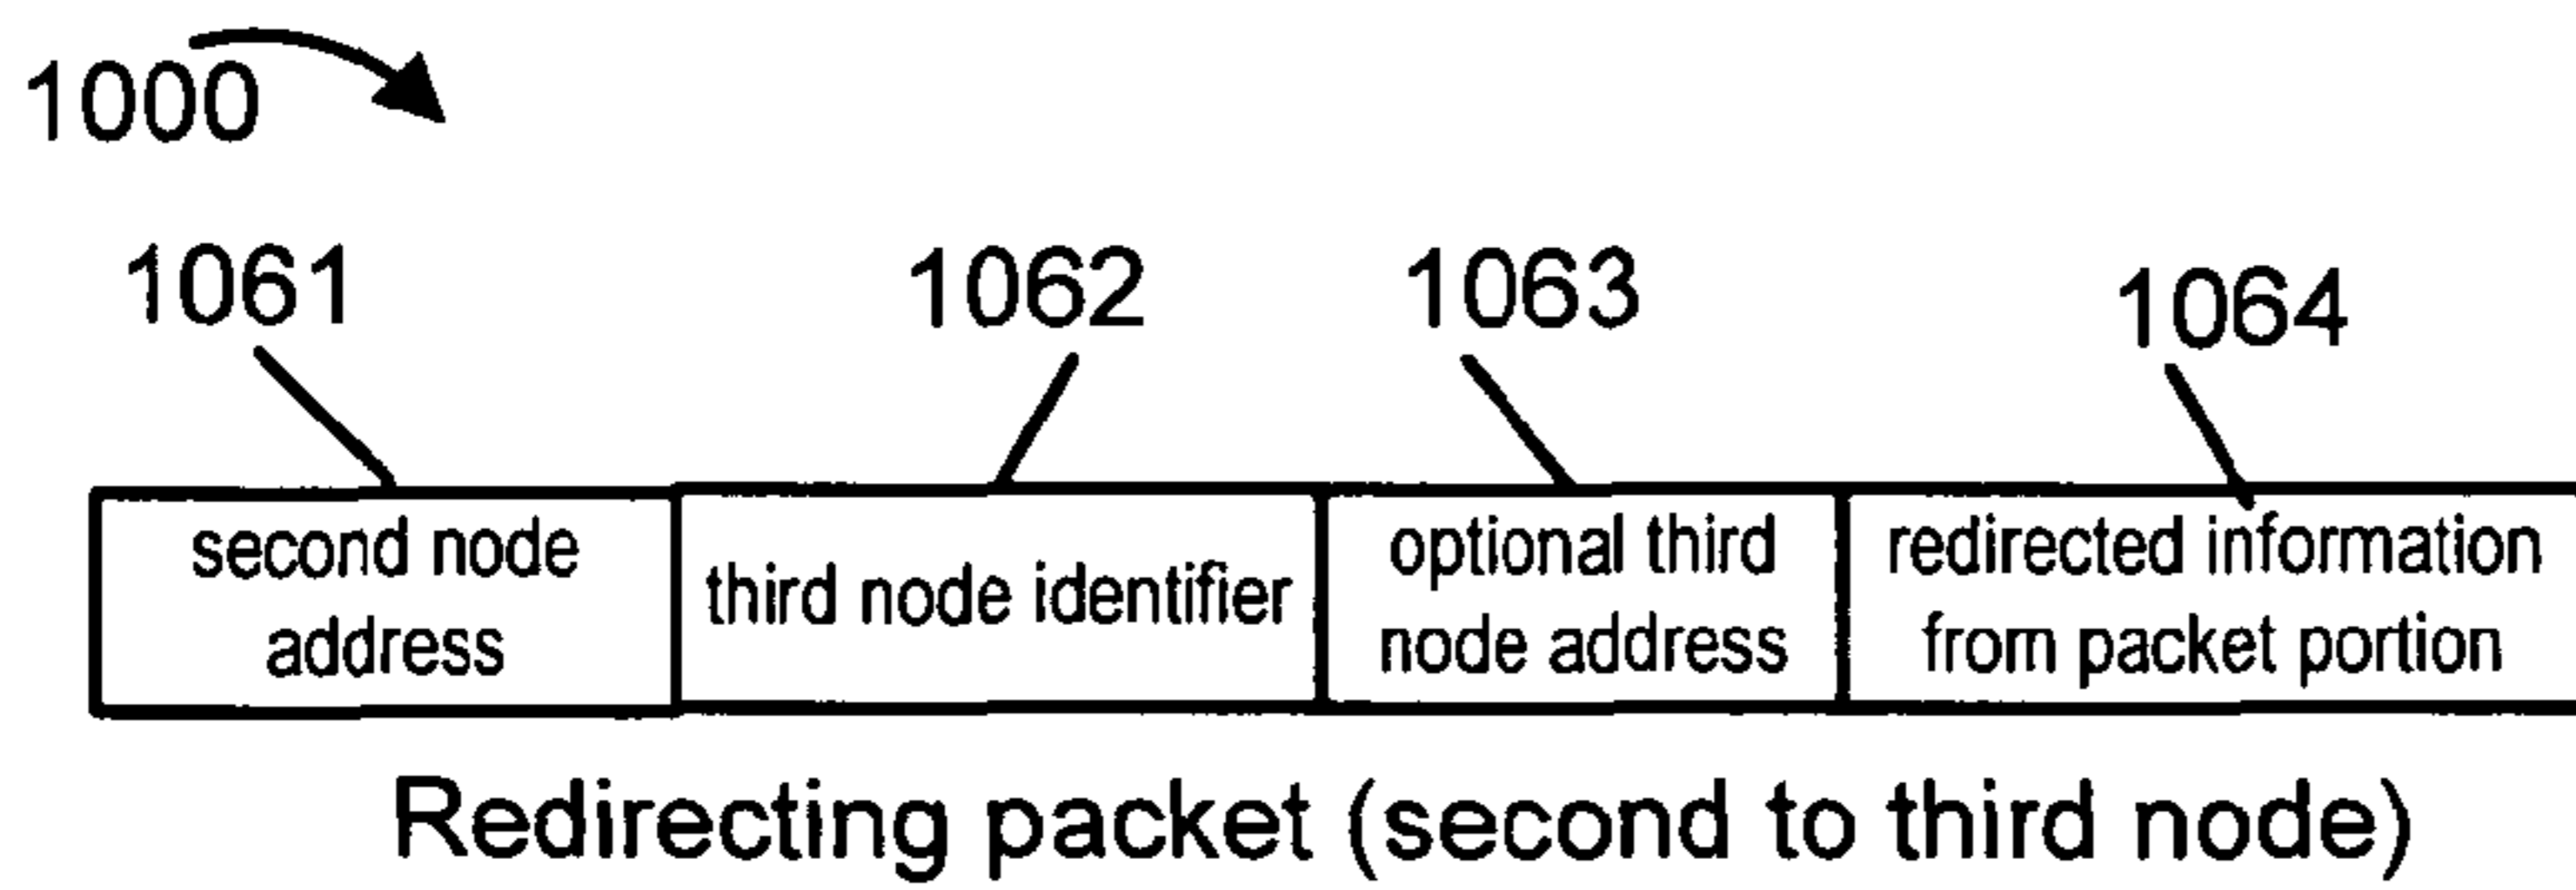 1000
1061
1062
1063
1064
second node
address
third node identifier
optional third
node address
redirected information
from packet portion
Redirecting packet (second to third node)